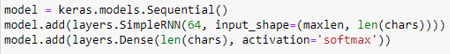 model = keras.models.Sequential()
model.add(layers.SimpleRNN(64, input_shape=(maxlen, len(chars))))
model.add(layers.Dense(len(chars), activation='softmax'))